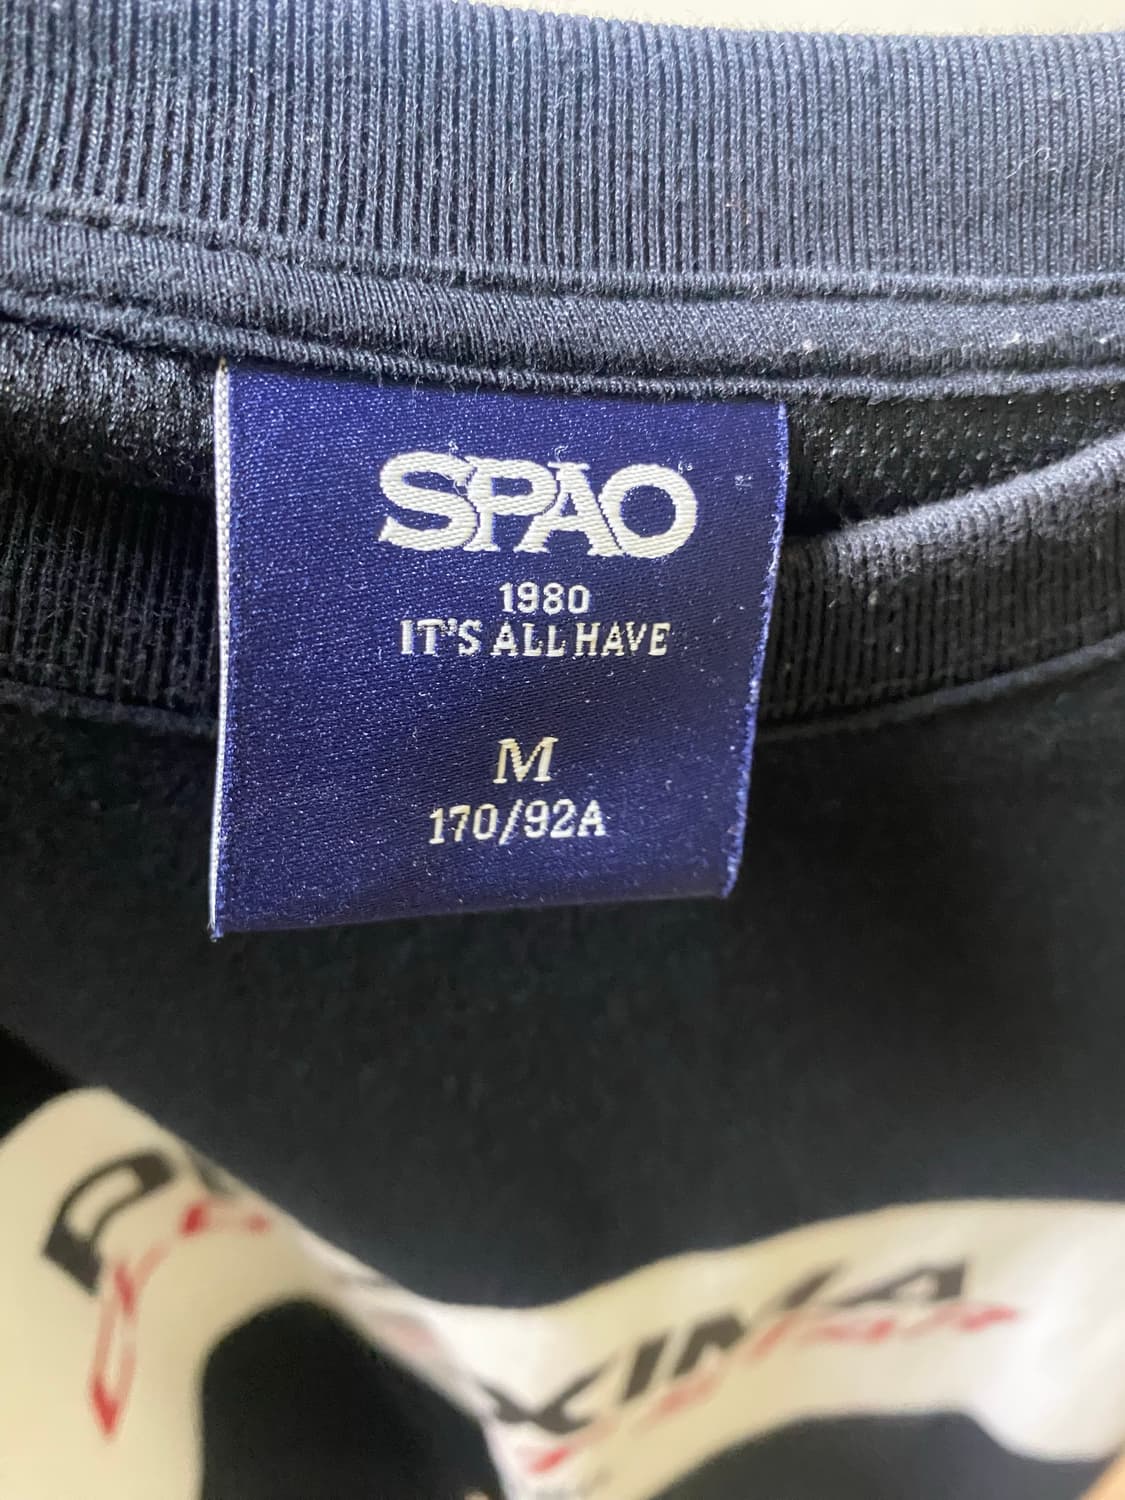 SPAO
1980
IT'S ALL HAVE
M
170/92A